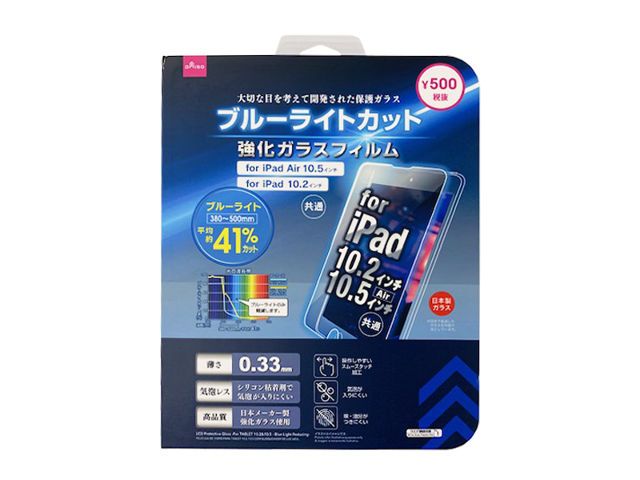 DAISO
¥500
税抜
大切な目を考えて開発された保護ガラス
ブルーライトカット
強化ガラスフィルム
for iPad Air 10.5インチ
for iPad 10.2インチ
共通
ブルーライト
380〜500mm
平均約41%カット
ブルーライトのみ
軽減します。
for
iPad
10.2インチ
Air
10.5インチ
共通
日本製
ガラス
薄さ 0.33mm
気泡レス シリコン粘着剤で
気泡が入りにくい
高品質 日本メーカー製
強化ガラス使用
操作しやすい
スムースタッチ
加工
気泡が
入りにくい
指・油分が
つきにくい